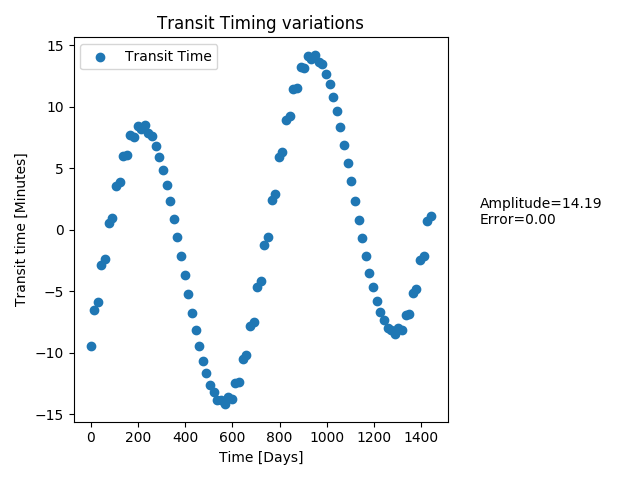 Transit Timing variations
Transit Time
15
10
5
0
−5
−10
−15
Transit time [Minutes]
0 200 400 600 800 1000 1200 1400
Time [Days]
Amplitude=14.19
Error=0.00